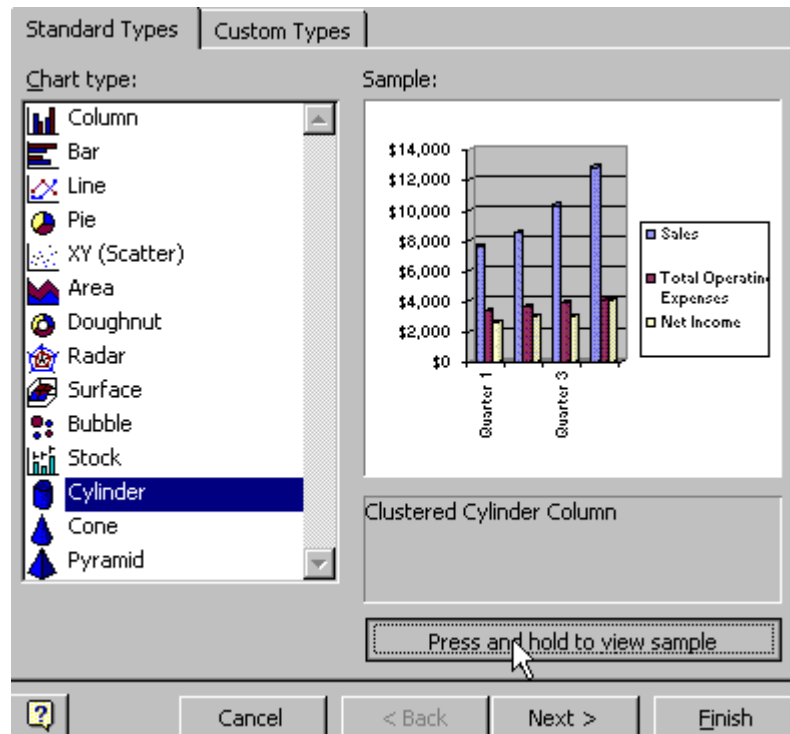 Standard Types
Custom Types
Chart type:
Sample:
Column
Bar
Line
Pie
XY (Scatter)
Area
Doughnut
Radar
Surface
Bubble
Stock
Cylinder
Cone
Pyramid
$14,000
$12,000
$10,000
$8,000
$6,000
$4,000
$2,000
$0
Quarter 1
Quarter 3
Sales
Total Operatin
Expenses
Net Income
Clustered Cylinder Column
Press and hold to view sample
?
Cancel
< Back
Next >
Finish